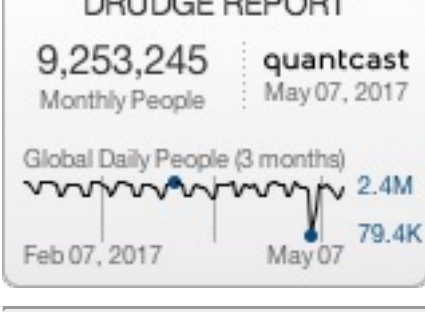 DRUDGE REPORT
9,253,245
Monthly People
quantcast
May 07, 2017
Global Daily People (3 months)
2.4M
79.4K
Feb 07, 2017
May 07